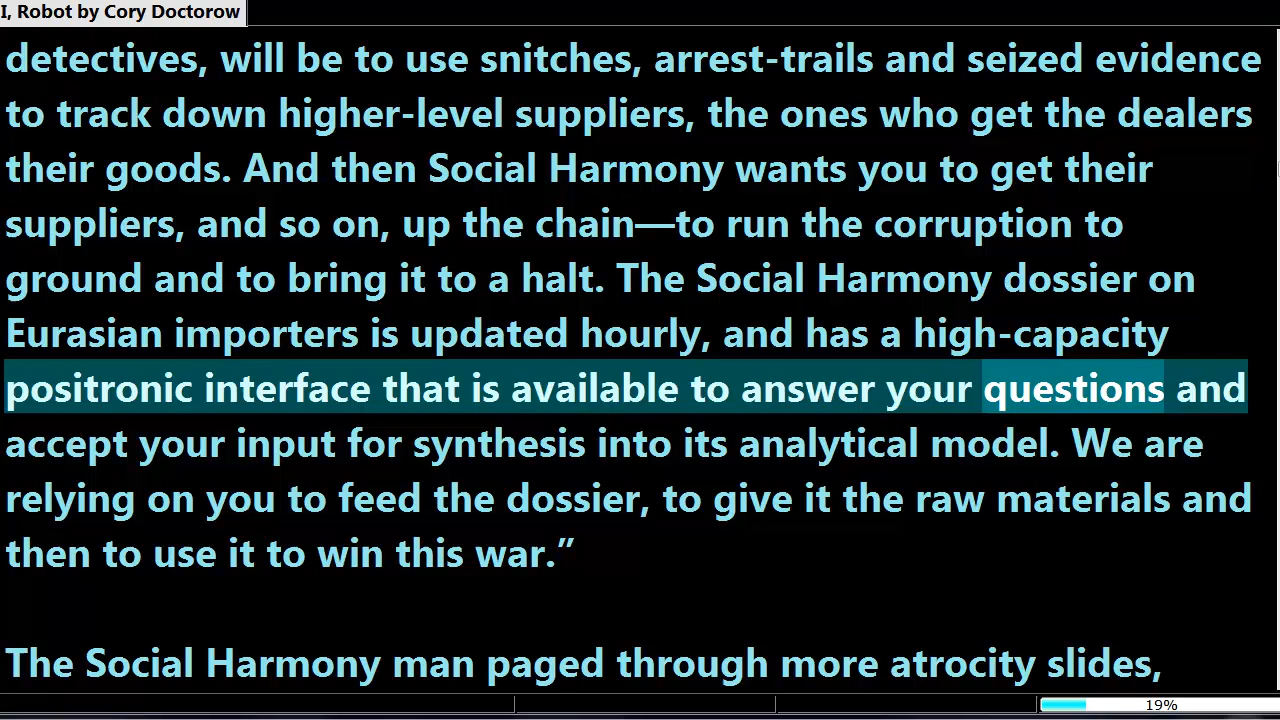 I, Robot by Cory Doctorow
detectives, will be to use snitches, arrest-trails and seized evidence
to track down higher-level suppliers, the ones who get the dealers
their goods. And then Social Harmony wants you to get their
suppliers, and so on, up the chain—to run the corruption to
ground and to bring it to a halt. The Social Harmony dossier on
Eurasian importers is updated hourly, and has a high-capacity
positronic interface that is available to answer your questions and
accept your input for synthesis into its analytical model. We are
relying on you to feed the dossier, to give it the raw materials and
then to use it to win this war.”
The Social Harmony man paged through more atrocity slides,
19%